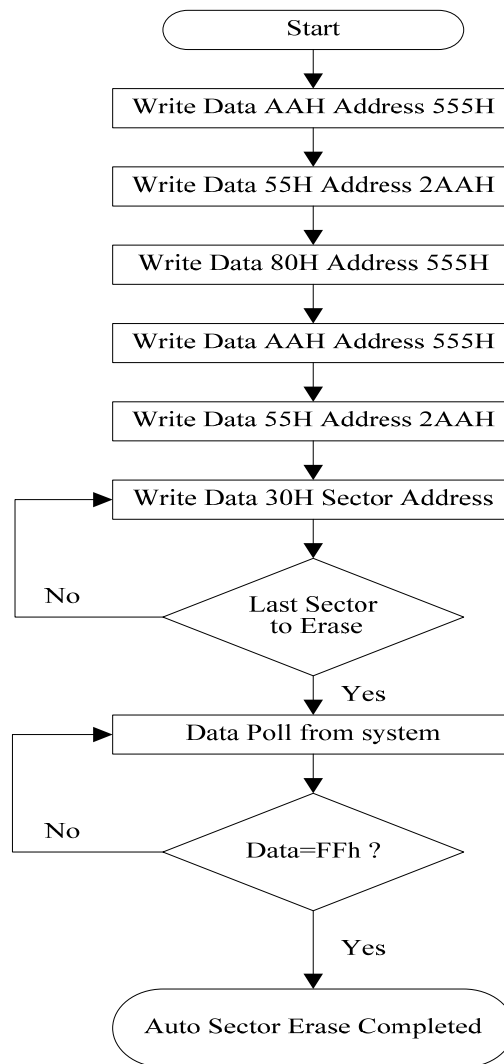 Start
Write Data AAH Address 555H
Write Data 55H Address 2AAH
Write Data 80H Address 555H
Write Data AAH Address 555H
Write Data 55H Address 2AAH
Write Data 30H Sector Address
No
Last Sector
to Erase
Yes
Data Poll from system
No
Data=FFh ?
Yes
Auto Sector Erase Completed